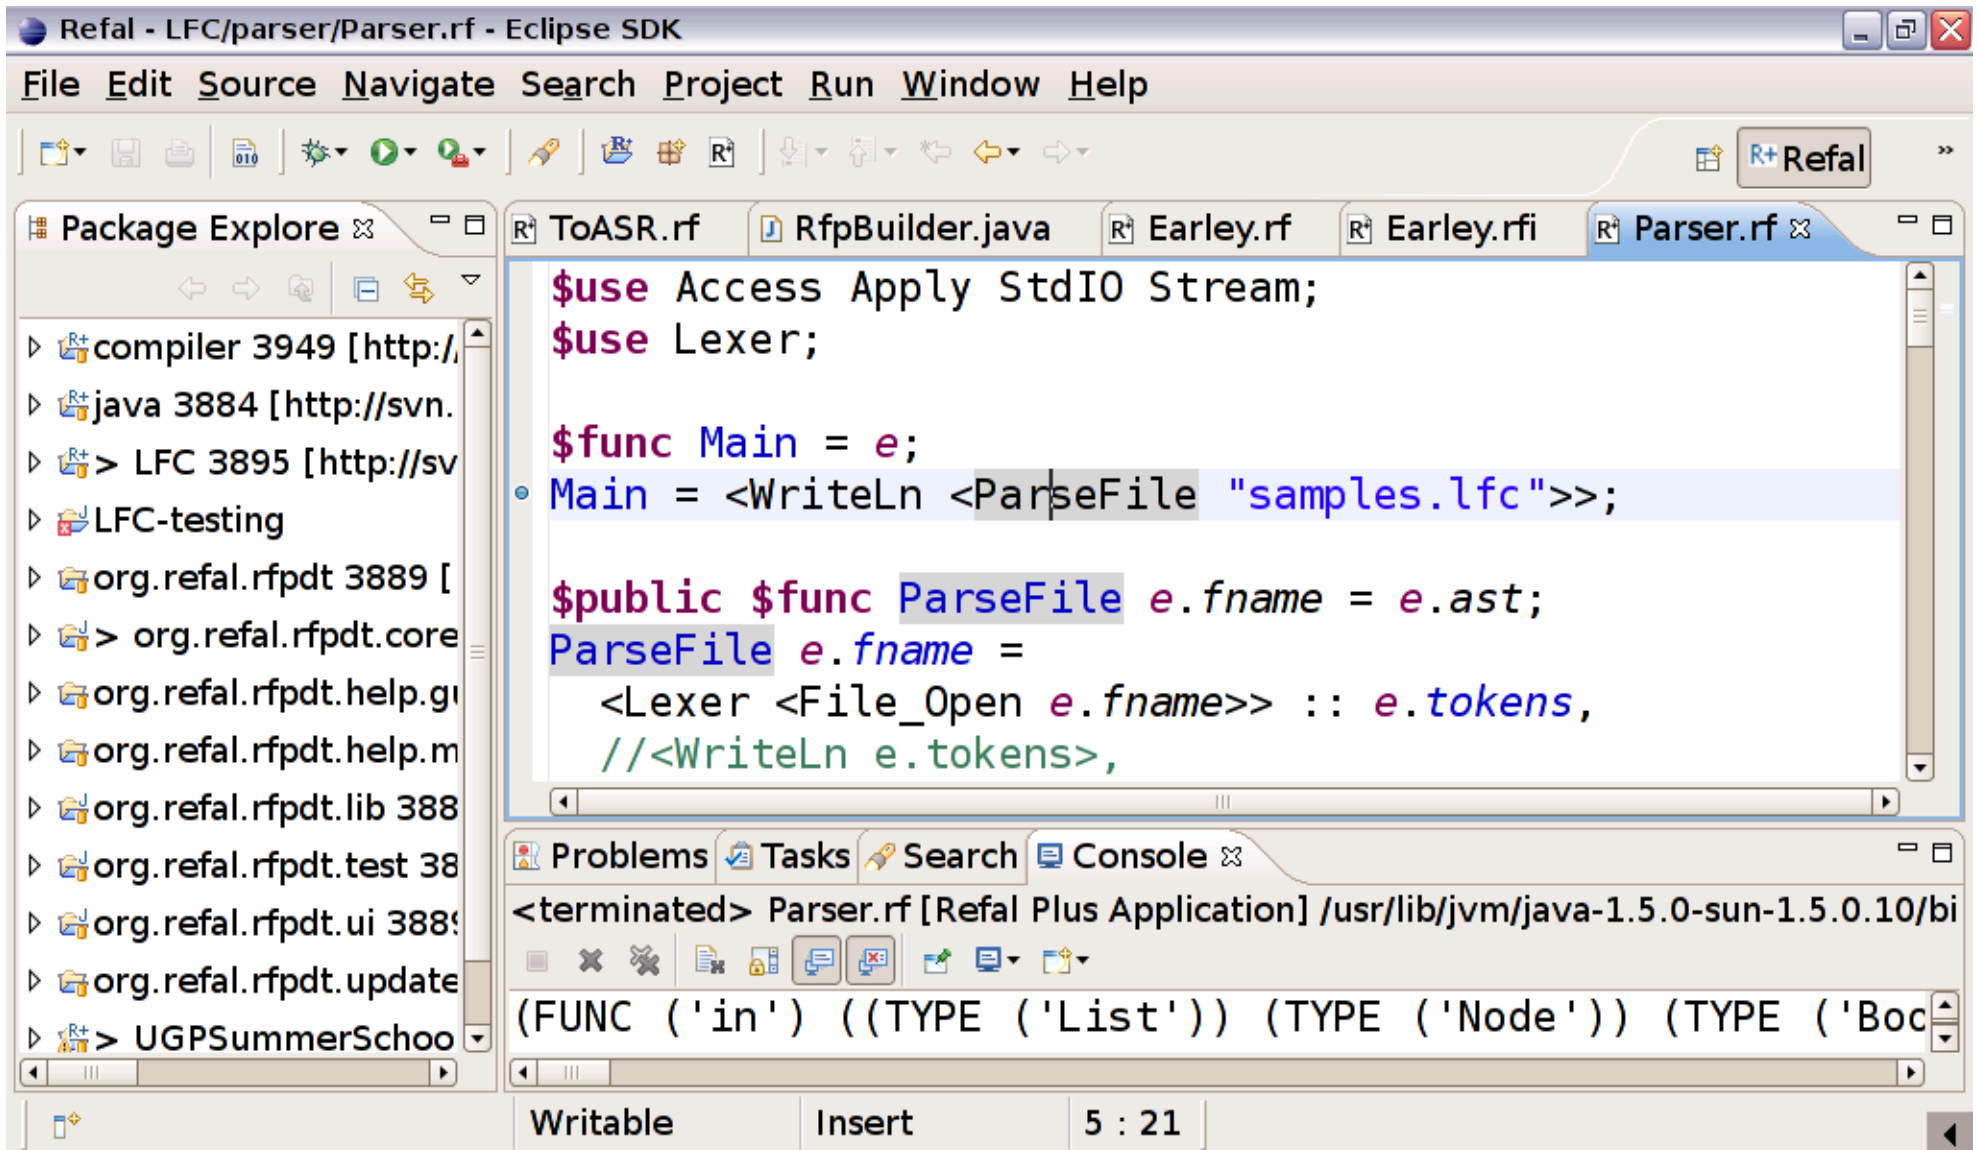 Refal - LFC/parser/Parser.rf - Eclipse SDK
File Edit Source Navigate Search Project Run Window Help
R+ Refal »
Package Explore
ToASR.rf RfpBuilder.java Earley.rf Earley.rfi Parser.rf
compiler 3949 [http:/
java 3884 [http://svn.
> LFC 3895 [http://sv
LFC-testing
org.refal.rfpdt 3889 [
> org.refal.rfpdt.core
org.refal.rfpdt.help.g
org.refal.rfpdt.help.m
org.refal.rfpdt.lib 388
org.refal.rfpdt.test 38
org.refal.rfpdt.ui 3889
org.refal.rfpdt.update
> UGPSummerSchoo
$use Access Apply StdIO Stream;
$use Lexer;
$func Main = e;
Main = <WriteLn <ParseFile "samples.lfc">>;
$public $func ParseFile e.fname = e.ast;
ParseFile e.fname =
<Lexer <File_Open e.fname>> :: e.tokens,
//<WriteLn e.tokens>,
Problems Tasks Search Console
<terminated> Parser.rf [Refal Plus Application] /usr/lib/jvm/java-1.5.0-sun-1.5.0.10/bi
(FUNC ('in') ((TYPE ('List')) (TYPE ('Node')) (TYPE ('Boo
Writable Insert 5 : 21